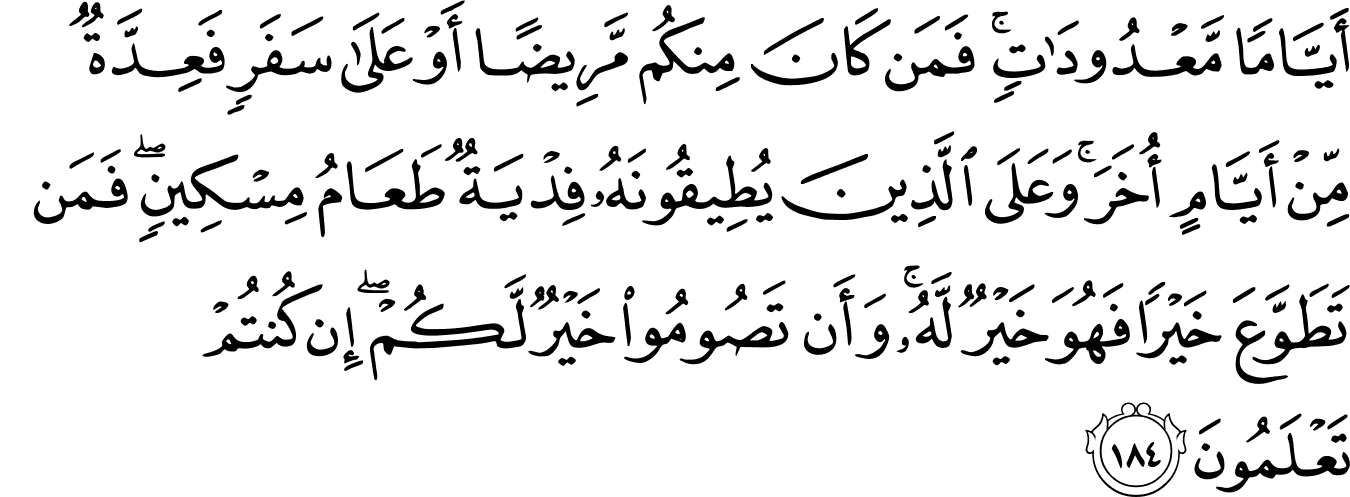 أَيَّامًا مَّعْدُودَٰتٍۚ فَمَن كَانَ مِنكُم مَّرِيضًا أَوْ عَلَىٰ سَفَرٍ فَعِدَّةٌ
مِّنْ أَيَّامٍ أُخَرَۚ وَعَلَى ٱلَّذِينَ يُطِيقُونَهُۥ فِدْيَةٌ طَعَامُ مِسْكِينٍۖ فَمَن
تَطَوَّعَ خَيْرًا فَهُوَ خَيْرٌ لَّهُۥۚ وَأَن تَصُومُوا۟ خَيْرٌ لَّكُمْۖ إِن كُنتُمْ
تَعْلَمُونَ ١٨٤